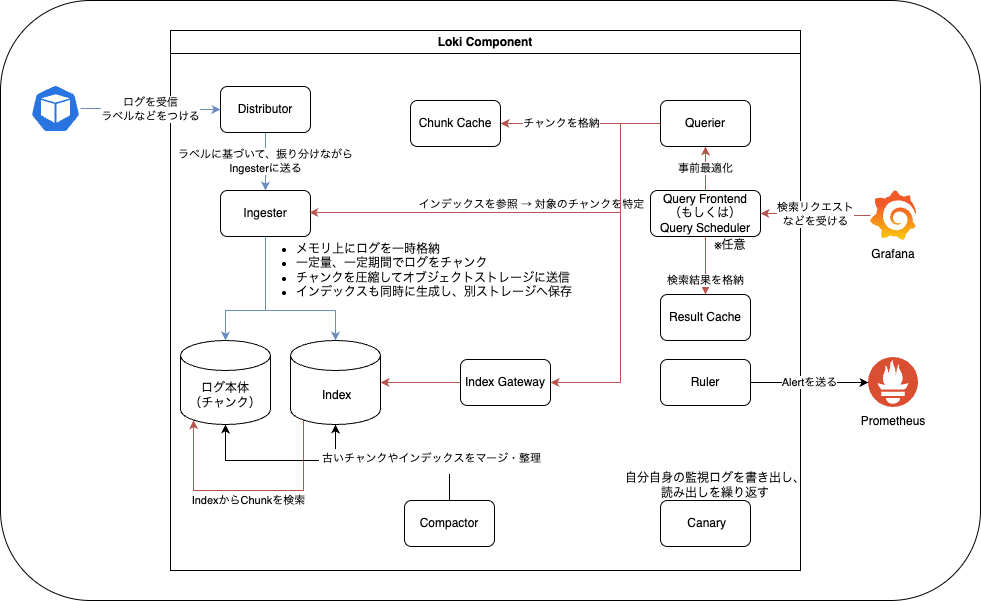 Loki Component
ログを受信
ラベルなどをつける
Distributor
Chunk Cache
チャンクを格納
Querier
ラベルに基づいて、振り分けながら
Ingesterに送る
事前最適化
Ingester
インデックスを参照 → 対象のチャンクを特定
Query Frontend
（もしくは）
Query Scheduler
※任意
検索リクエスト
などを受ける
Grafana
• メモリ上にログを一時格納
• 一定量、一定期間でログをチャンク
• チャンクを圧縮してオブジェクトストレージに送信
• インデックスも同時に生成し、別ストレージへ保存
検索結果を格納
Result Cache
ログ本体
（チャンク）
Index
Index Gateway
Ruler
Alertを送る
Prometheus
古いチャンクやインデックスをマージ・整理
IndexからChunkを検索
Compactor
自分自身の監視ログを書き出し、
読み出しを繰り返す
Canary